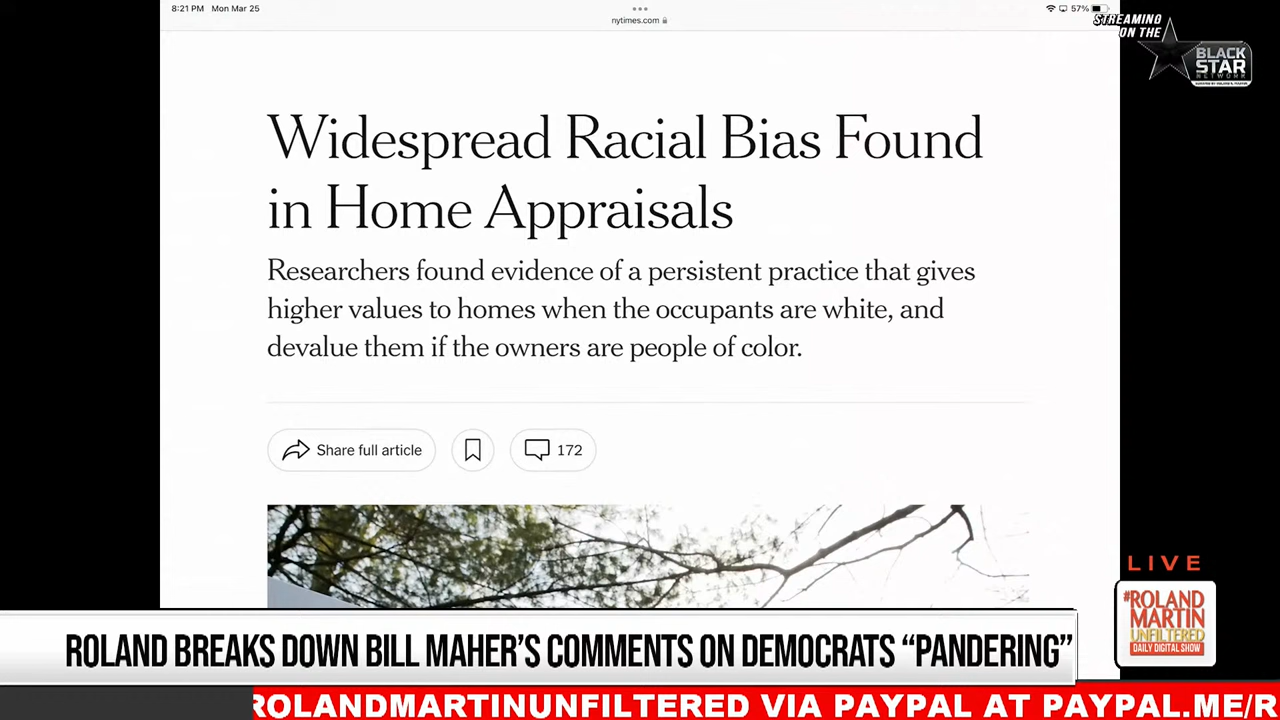 8:21 PM Mon Mar 25
nytimes.com
57%
STREAMING
ON THE
BLACK
STAR
NETWORK
Widespread Racial Bias Found
in Home Appraisals
Researchers found evidence of a persistent practice that gives
higher values to homes when the occupants are white, and
devalue them if the owners are people of color.
Share full article
172
LIVE
#ROLAND
MARTIN
UNFILTERED
DAILY DIGITAL SHOW
ROLAND BREAKS DOWN BILL MAHER'S COMMENTS ON DEMOCRATS “PANDERING”
ROLANDMARTINUNFILTERED VIA PAYPAL AT PAYPAL.ME/R